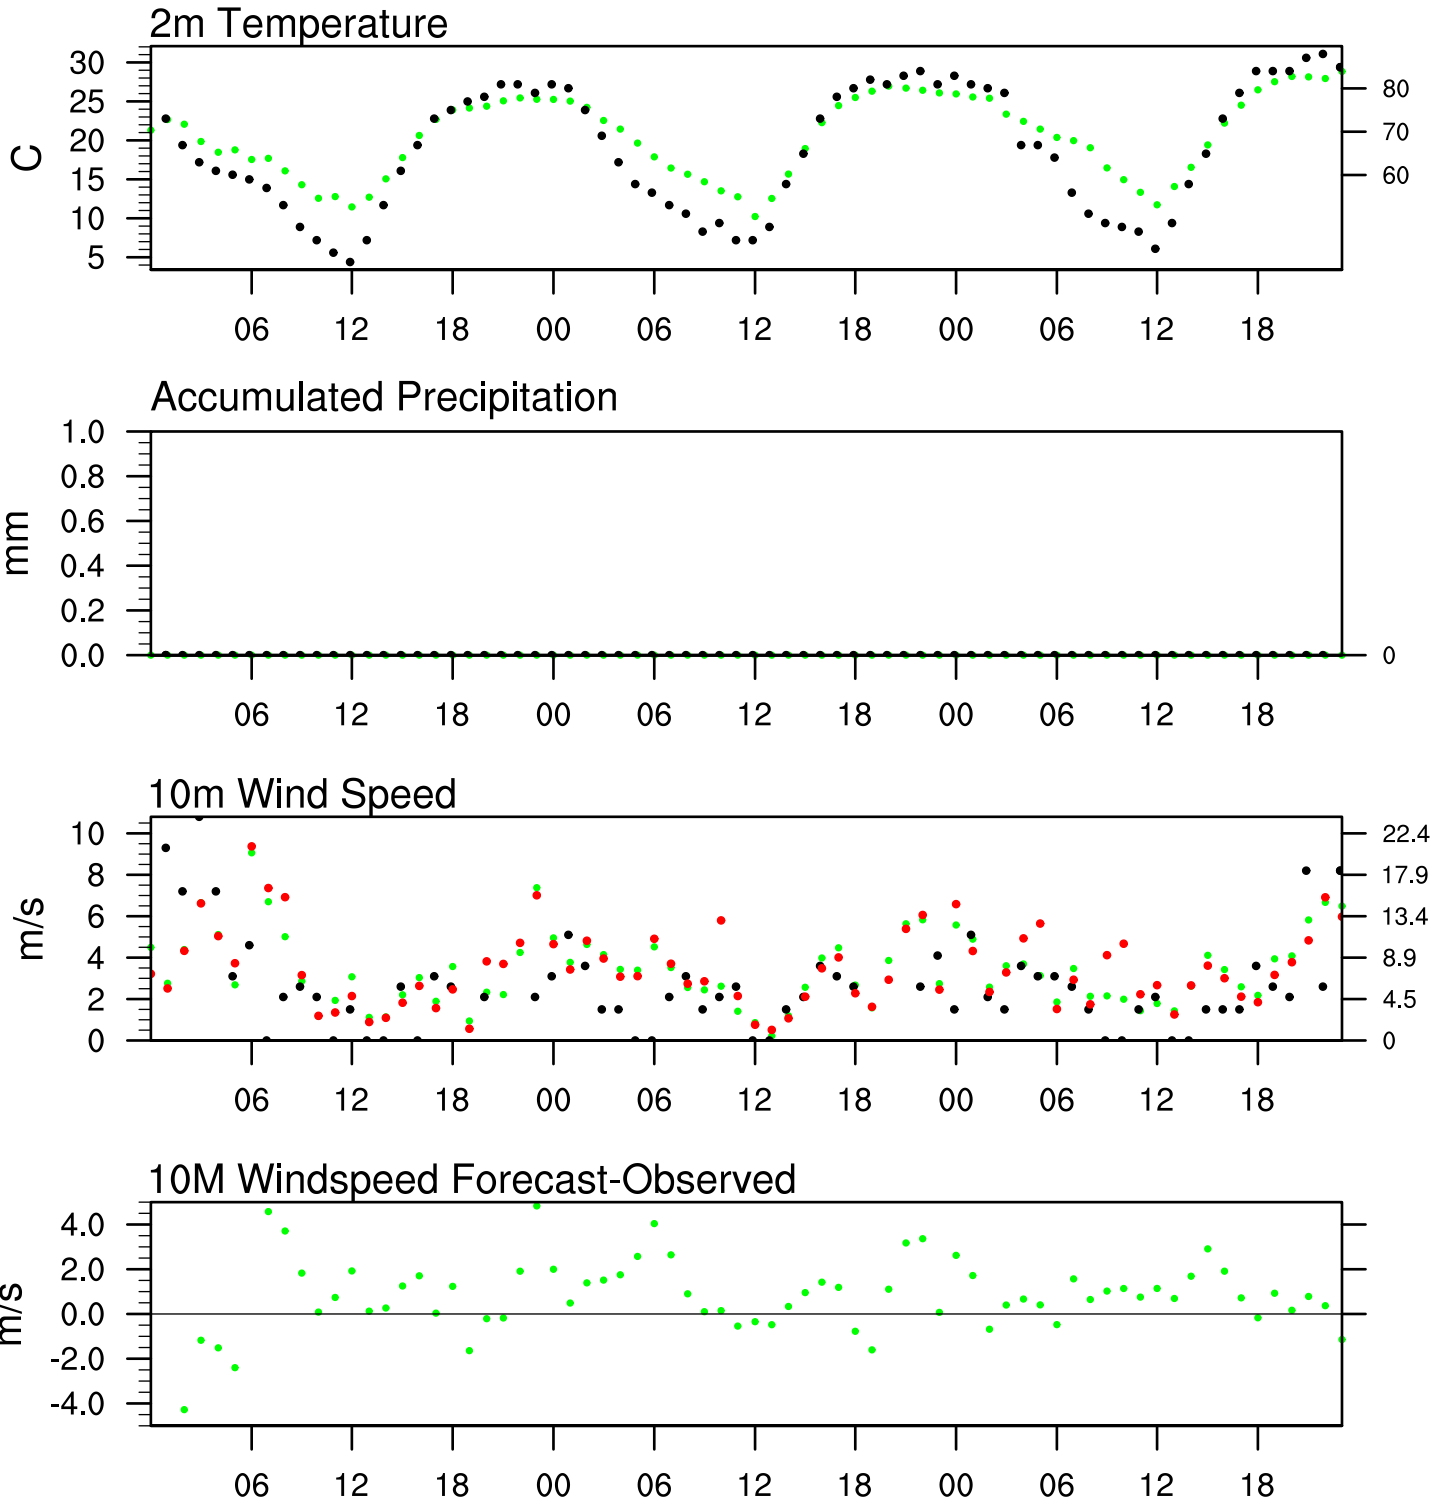 2m Temperature
30
25
20
15
10
5
C
80
70
60
06 12 18 00 06 12 18 00 06 12 18
Accumulated Precipitation
1.0
0.8
0.6
0.4
0.2
0.0
mm
0
06 12 18 00 06 12 18 00 06 12 18
10m Wind Speed
10
8
6
4
2
0
m/s
22.4
17.9
13.4
8.9
4.5
0
06 12 18 00 06 12 18 00 06 12 18
10M Windspeed Forecast-Observed
4.0
2.0
0.0
-2.0
-4.0
m/s
06 12 18 00 06 12 18 00 06 12 18